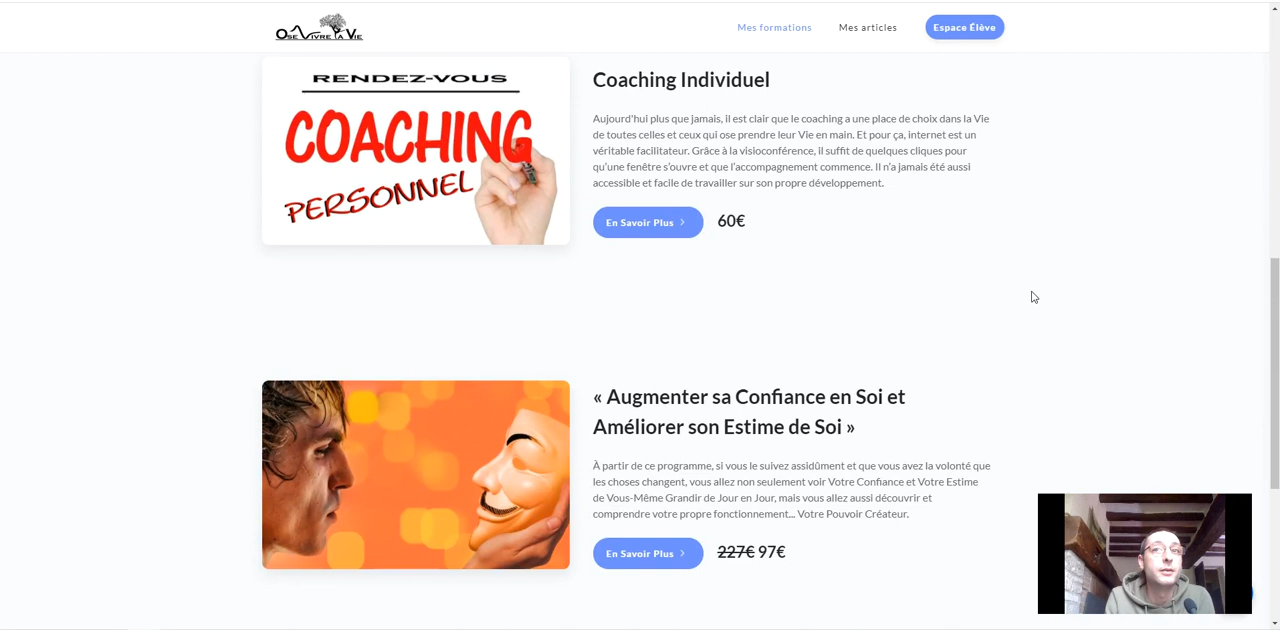 Ose Vivre la Vie
Mes formations
Mes articles
Espace Élève
RENDEZ-VOUS
COACHING
PERSONNEL
Coaching Individuel
Aujourd'hui plus que jamais, il est clair que le coaching a une place de choix dans la Vie
de toutes celles et ceux qui ose prendre leur Vie en main. Et pour ça, internet est un
véritable facilitateur. Grâce à la visioconférence, il suffit de quelques cliques pour
qu'une fenêtre s'ouvre et que l'accompagnement commence. Il n'a jamais été aussi
accessible et facile de travailler sur son propre développement.
En Savoir Plus
60€
« Augmenter sa Confiance en Soi et
Améliorer son Estime de Soi »
À partir de ce programme, si vous le suivez assidûment et que vous avez la volonté que
les choses changent, vous allez non seulement voir Votre Confiance et Votre Estime
de Vous-Même Grandir de Jour en Jour, mais vous allez aussi découvrir et
comprendre votre propre fonctionnement... Votre Pouvoir Créateur.
En Savoir Plus
227€ 97€